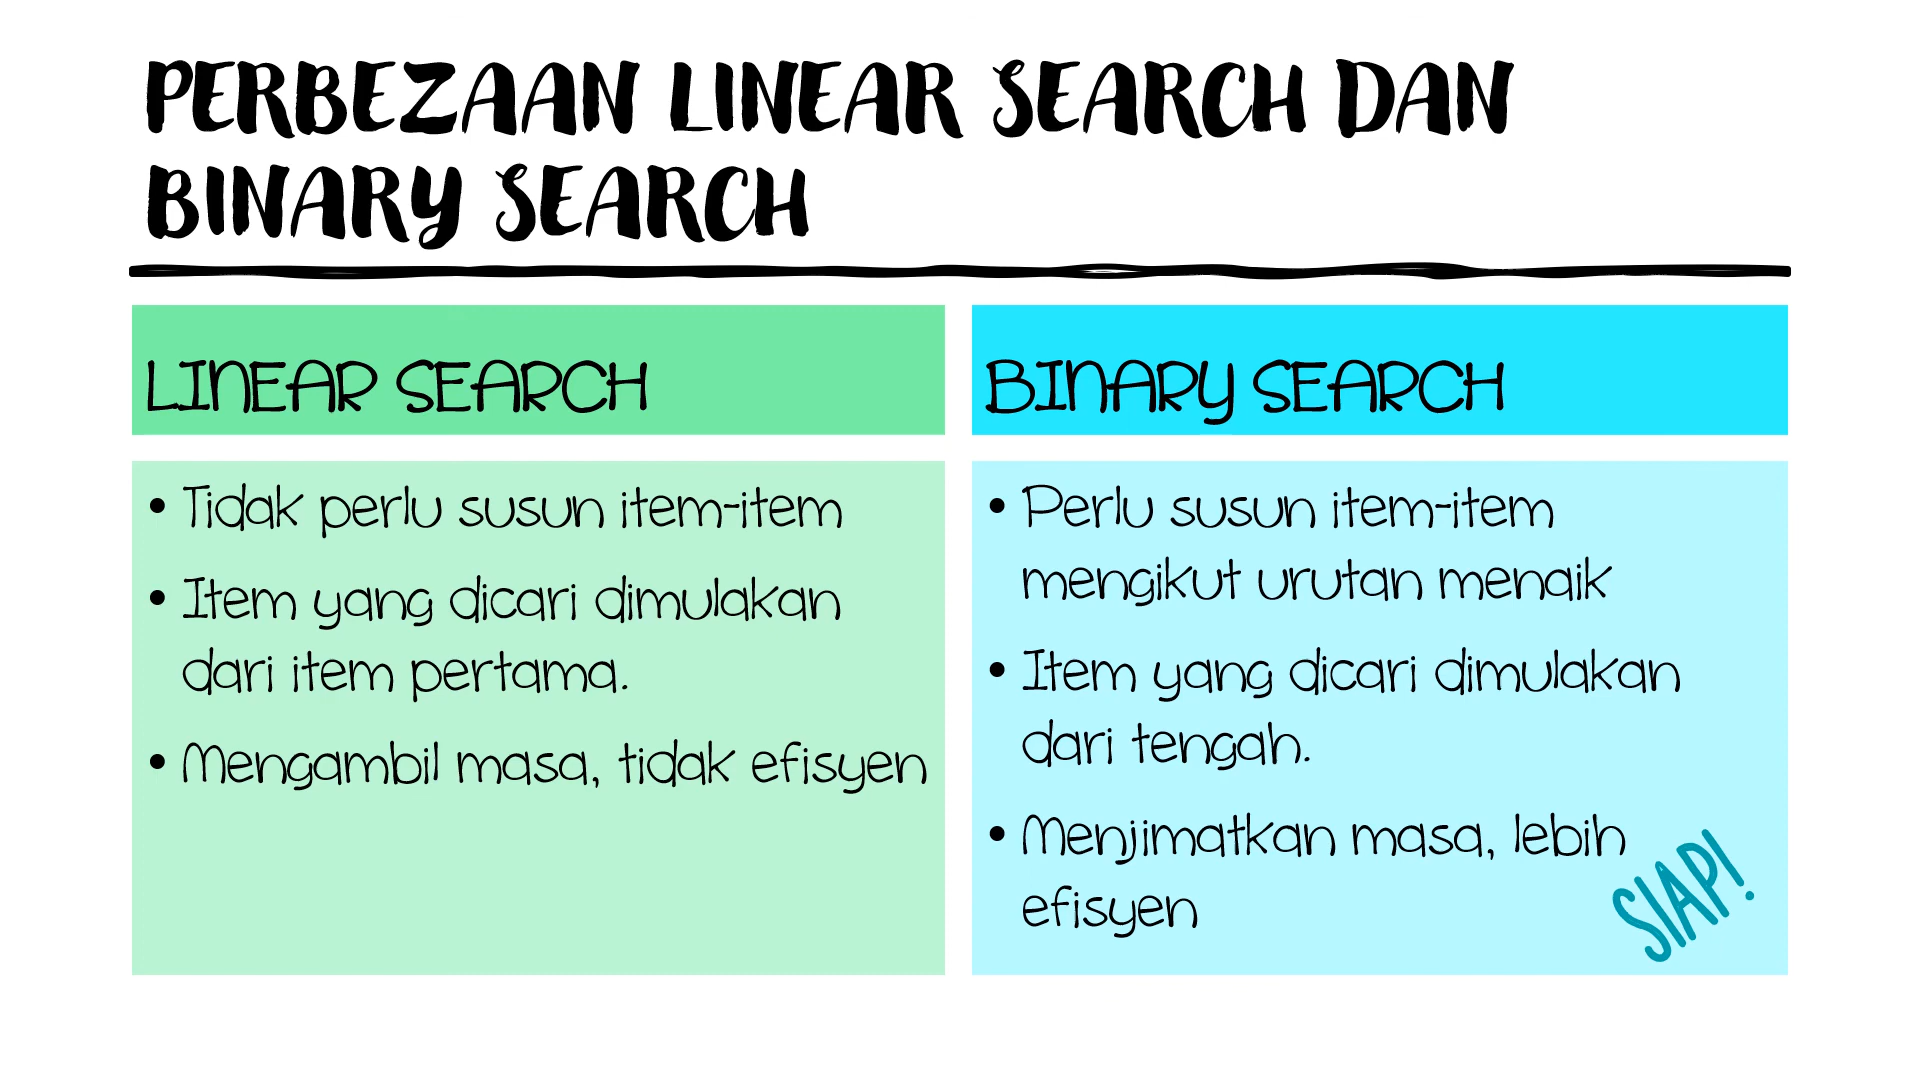 PERBEZAAN LINEAR SEARCH DAN
BINARY SEARCH
LINEAR SEARCH
• Tidak perlu susun item-item
• Item yang dicari dimulakan
dari item pertama.
• Mengambil masa, tidak efisyen
BINARY SEARCH
• Perlu susun item-item
mengikut urutan menaik
• Item yang dicari dimulakan
dari tengah.
• Menjimatkan masa, lebih
efisyen
SIAP!